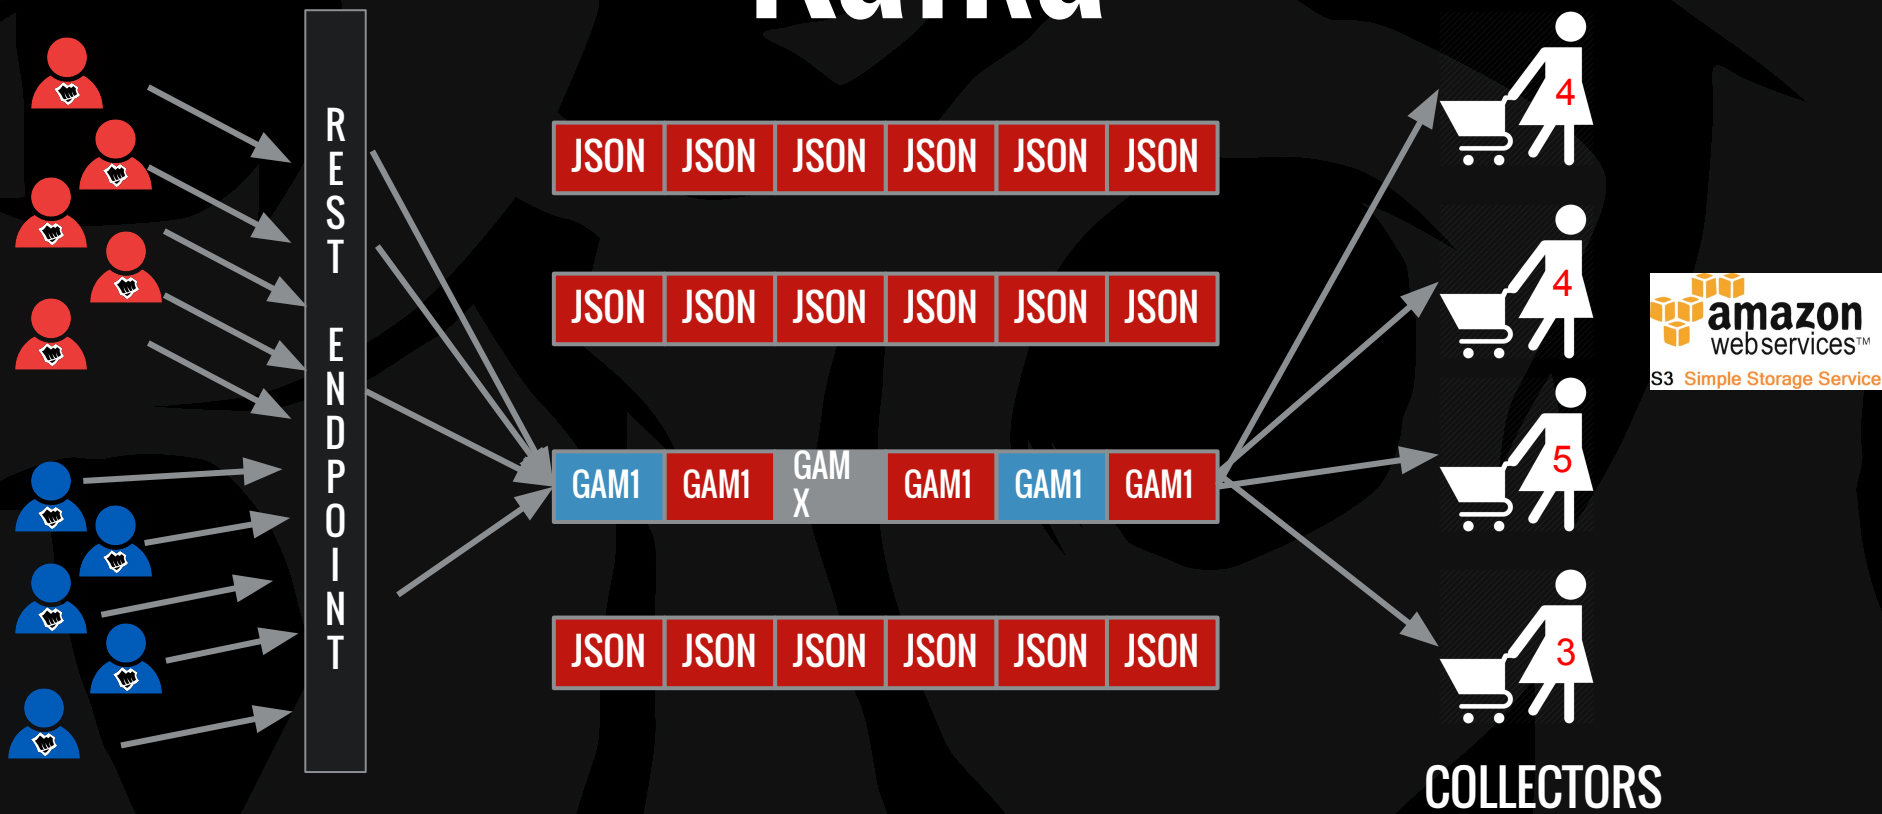 Kafka
REST ENDPOINT
JSON JSON JSON JSON JSON JSON
JSON JSON JSON JSON JSON JSON
GAM1 GAM1 GAM X GAM1 GAM1 GAM1
JSON JSON JSON JSON JSON JSON
4
4
5
3
COLLECTORS
amazon
webservices™
S3 Simple Storage Service